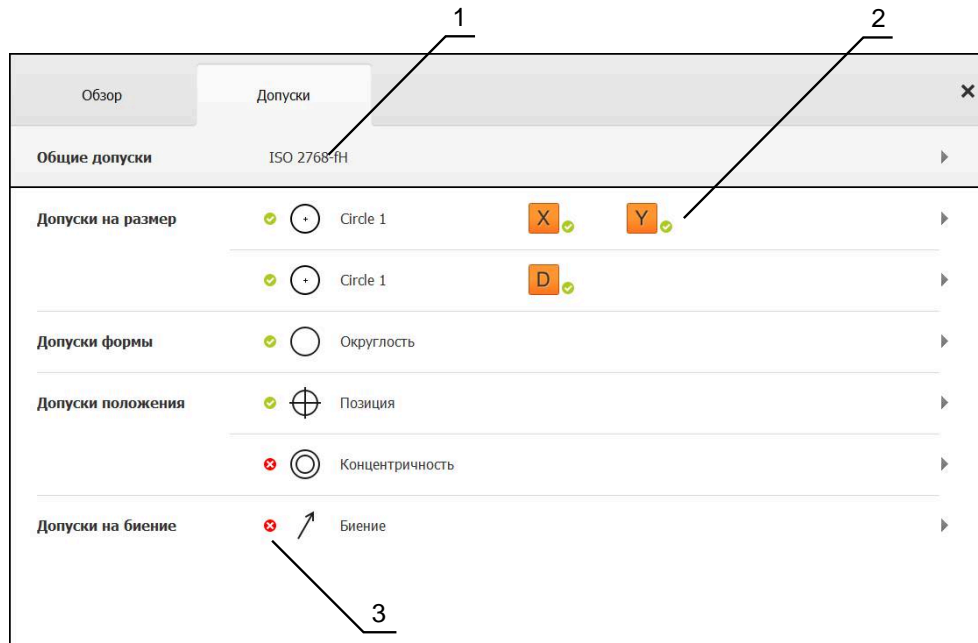 1
2
Обзор
Допуски
Общие допуски
ISO 2768-fH
Допуски на размер
Circle 1
X
Y
Circle 1
D
Допуски формы
Округлость
Допуски положения
Позиция
Концентричность
Допуски на биение
Биение
3